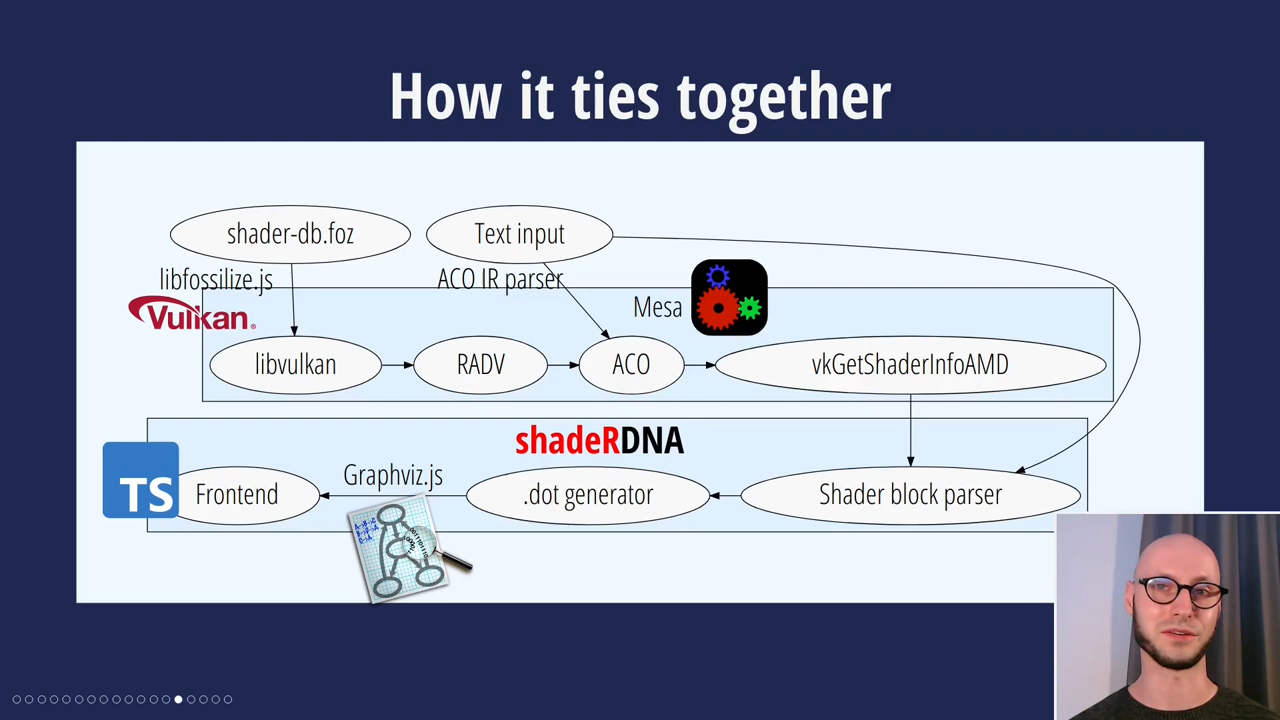 How it ties together
shader-db.foz
Text input
libfossilize.js
ACO IR parser
Vulkan®
Mesa
libvulkan
RADV
ACO
vkGetShaderInfoAMD
shadeRDNA
TS
Frontend
Graphviz.js
.dot generator
Shader block parser